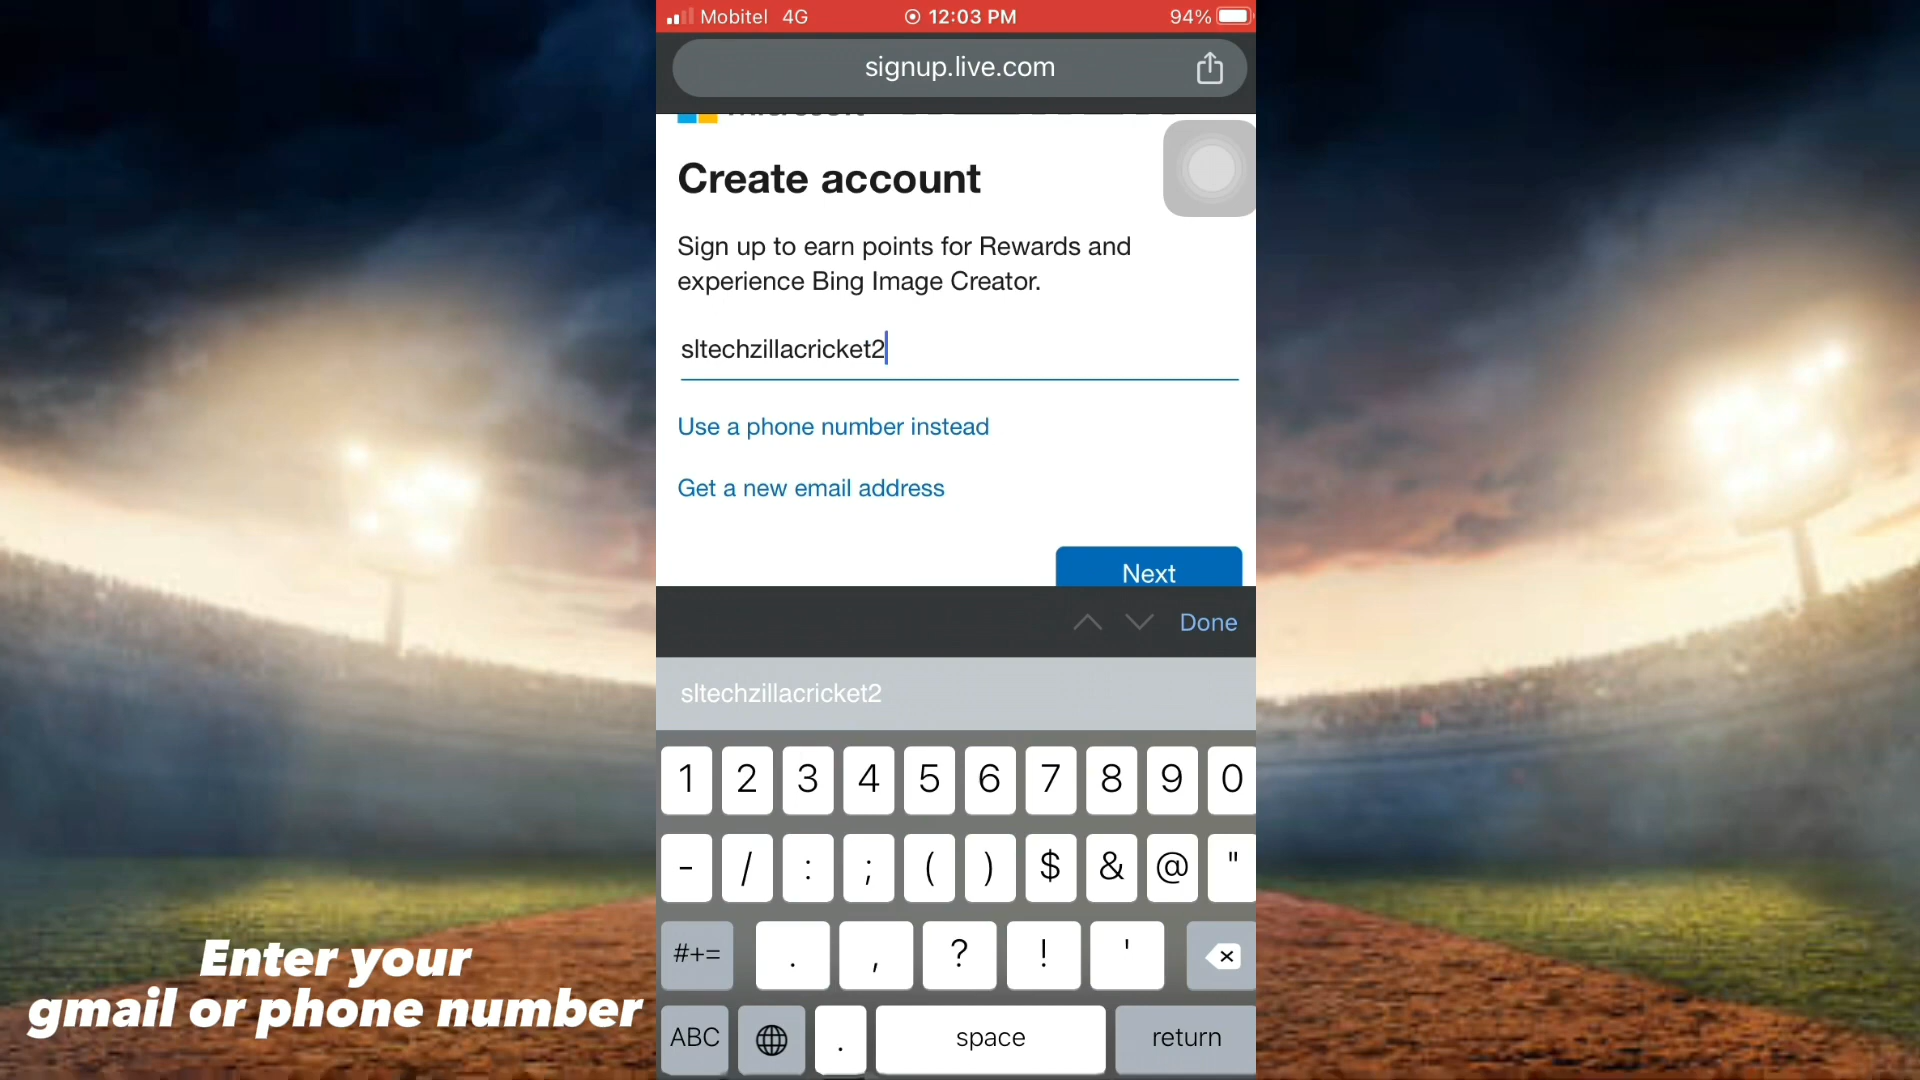 Mobitel 4G 12:03 PM 94%
signup.live.com
Create account
Sign up to earn points for Rewards and
experience Bing Image Creator.
sltechzillacricket2
Use a phone number instead
Get a new email address
Next
Done
sltechzillacricket2
1 2 3 4 5 6 7 8 9 0
- / : ; ( ) $ & @ "
#+= . , ? ! '
ABC . space return
Enter your
gmail or phone number